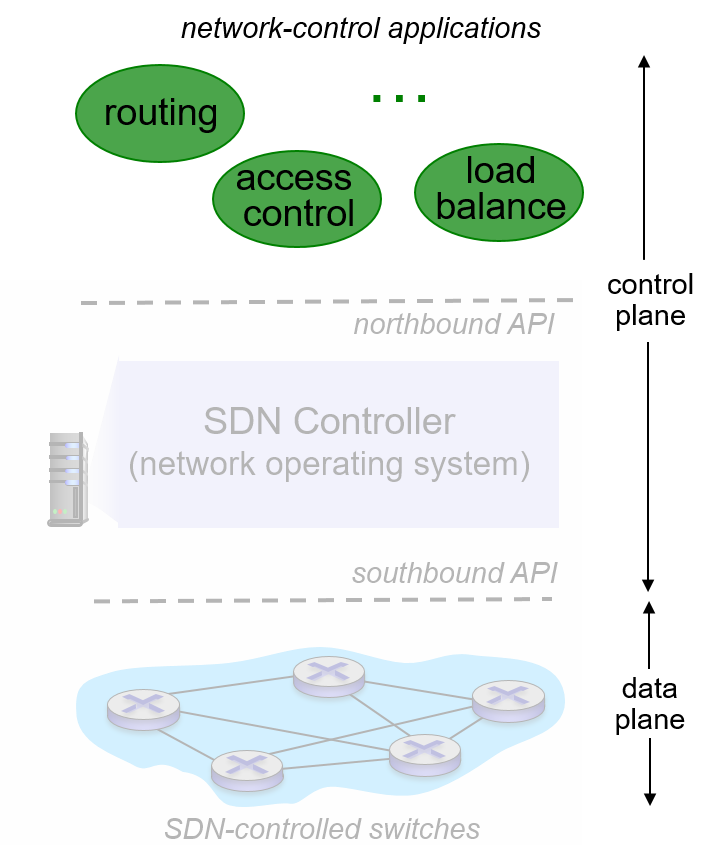 network-control applications
routing
...
access
control
load
balance
control
plane
northbound API
SDN Controller
(network operating system)
southbound API
data
plane
SDN-controlled switches